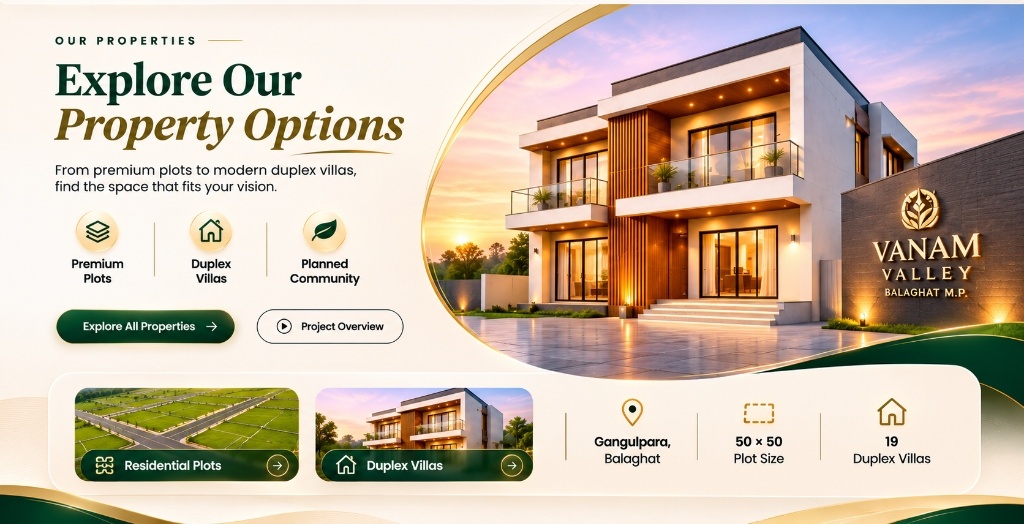 OUR PROPERTIES
Explore Our
Property Options
From premium plots to modern duplex villas,
find the space that fits your vision.
Premium
Plots
Duplex
Villas
Planned
Community
Explore All Properties
Project Overview
VANAM
VALLEY
BALAGHAT M.P.
Residential Plots
Duplex Villas
Gangulpara,
Balaghat
50 × 50
Plot Size
19
Duplex Villas